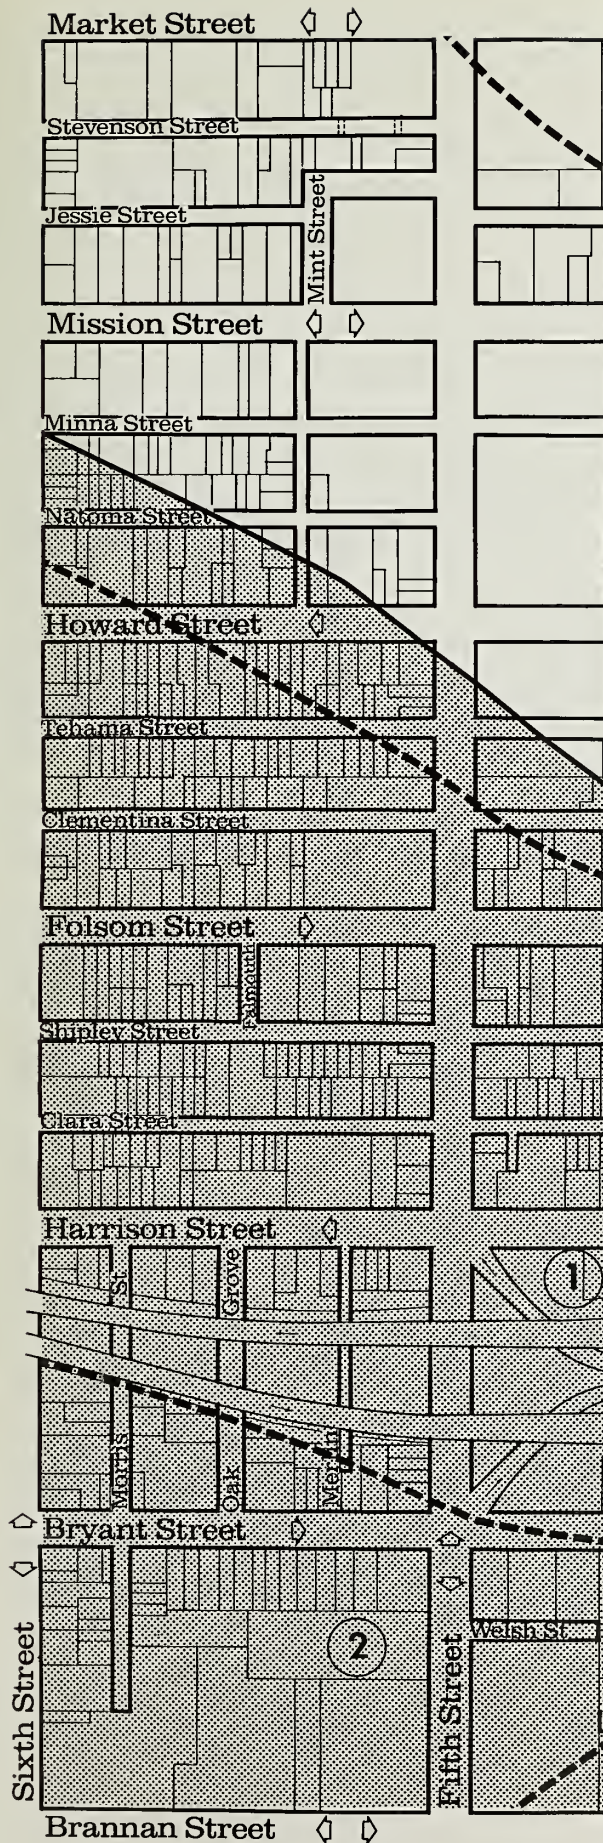 Market Street
Stevenson Street
Jessie Street
Mint Street
Mission Street
Minna Street
Natoma Street
Howard Street
Tehama Street
Clementina Street
Folsom Street
Falmouth
Shipley Street
Clara Street
Harrison Street
Morris St.
Oak Grove
Merlin
1
Bryant Street
2
Welsh St.
Sixth Street
Fifth Street
Brannan Street